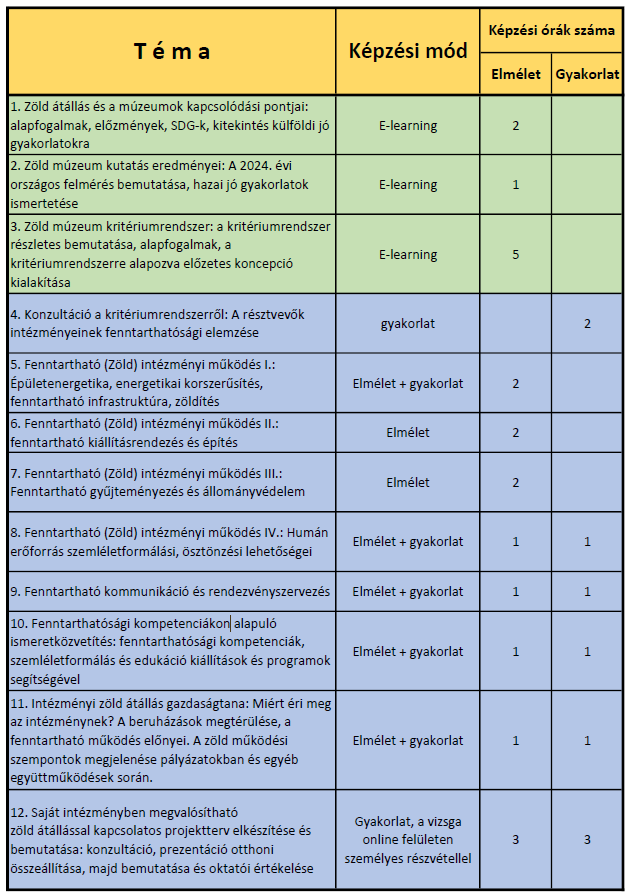 T é m a
Képzési mód
Képzési órák száma
Elmélet
Gyakorlat
1. Zöld átállás és a múzeumok kapcsolódási pontjai:
alapfogalmak, előzmények, SDG-k, kitekintés külföldi jó
gyakorlatokra
E-learning
2
2. Zöld múzeum kutatás eredményei: A 2024. évi
országos felmérés bemutatása, hazai jó gyakorlatok
ismertetése
E-learning
1
3. Zöld múzeum kritériumrendszer: a kritériumrendszer
részletes bemutatása, alapfogalmak, a
kritériumrendszerre alapozva előzetes koncepció
kialakítása
E-learning
5
4. Konzultáció a kritériumrendszerről: A résztvevők
intézményeinek fenntarthatósági elemzése
gyakorlat
2
5. Fenntartható (Zöld) intézményi működés I.:
Épületenergetika, energetikai korszerűsítés,
fenntartható infrastruktúra, zöldítés
Elmélet + gyakorlat
2
6. Fenntartható (Zöld) intézményi működés II.:
fenntartható kiállításrendezés és építés
Elmélet
2
7. Fenntartható (Zöld) intézményi működés III.:
Fenntartható gyűjteményezés és állományvédelem
Elmélet
2
8. Fenntartható (Zöld) intézményi működés IV.: Humán
erőforrás szemléletformálási, ösztönzési lehetőségei
Elmélet + gyakorlat
1
1
9. Fenntartható kommunikáció és rendezvényszervezés
Elmélet + gyakorlat
1
1
10. Fenntarthatósági kompetenciákon alapuló
ismeretközvetítés: fenntarthatósági kompetenciák,
szemléletformálás és edukáció kiállítások és programok
segítségével
Elmélet + gyakorlat
1
1
11. Intézményi zöld átállás gazdaságtana: Miért éri meg
az intézménynek? A beruházások megtérülése, a
fenntartható működés előnyei. A zöld működési
szempontok megjelenése pályázatokban és egyéb
együttműködések során.
Elmélet + gyakorlat
1
1
12. Saját intézményben megvalósítható
zöld átállással kapcsolatos projektterv elkészítése és
bemutatása: konzultáció, prezentáció otthoni
összeállítása, majd bemutatása és oktatói értékelése
Gyakorlat, a vizsga
online felületen
személyes részvétellel
3
3